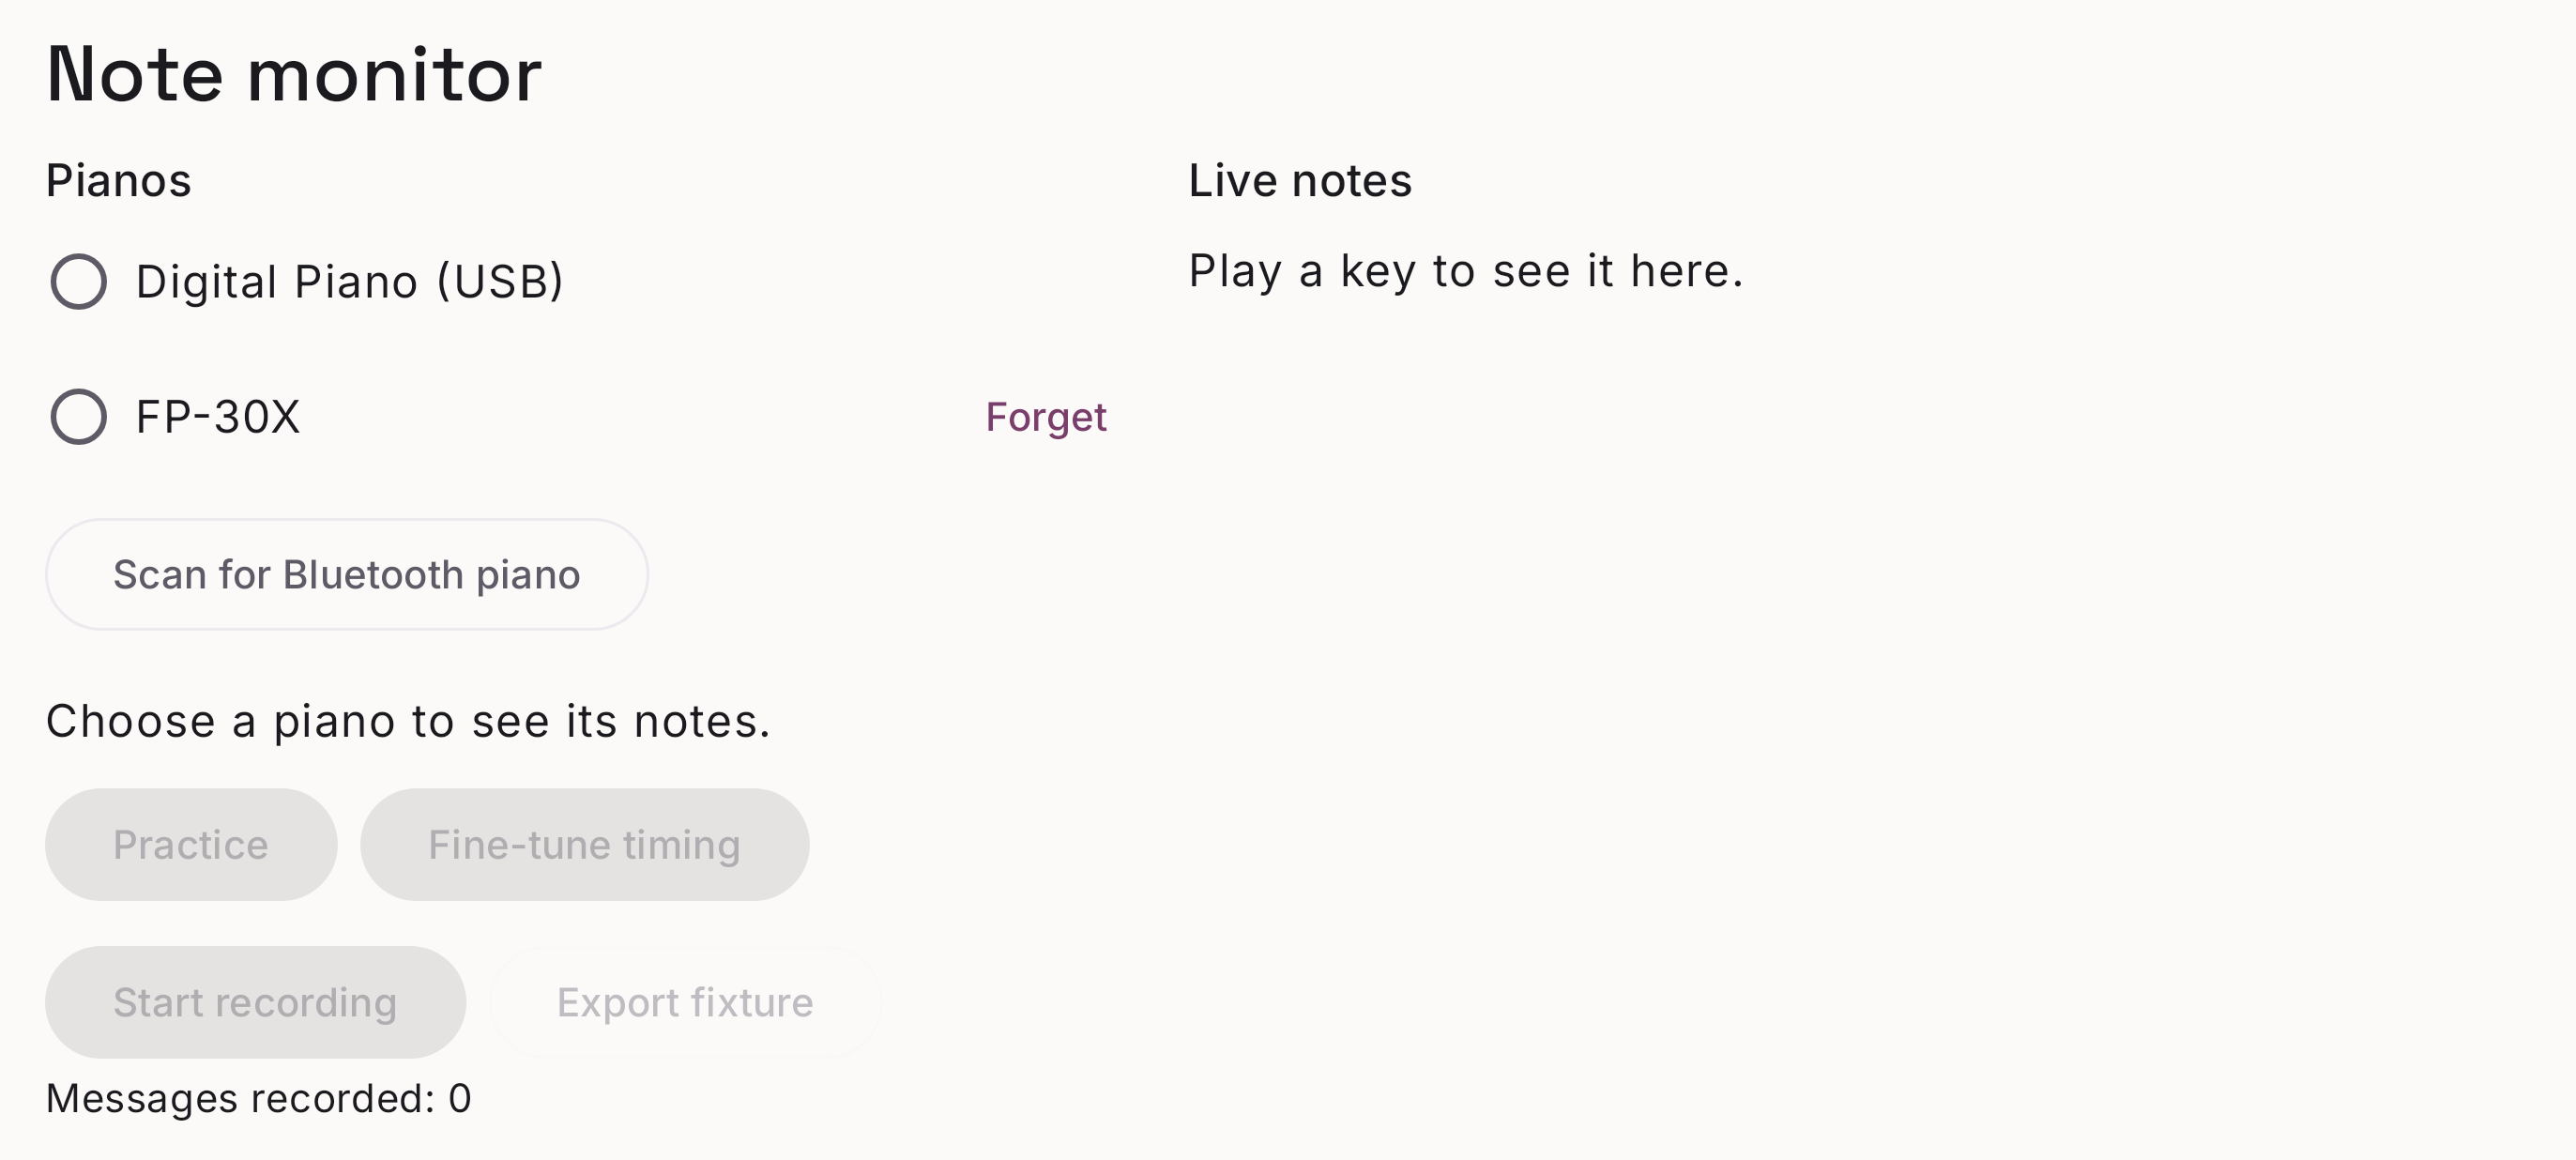 Note monitor
Pianos
Digital Piano (USB)
FP-30X
Forget
Scan for Bluetooth piano
Choose a piano to see its notes.
Practice
Fine-tune timing
Start recording
Export fixture
Messages recorded: 0
Live notes
Play a key to see it here.